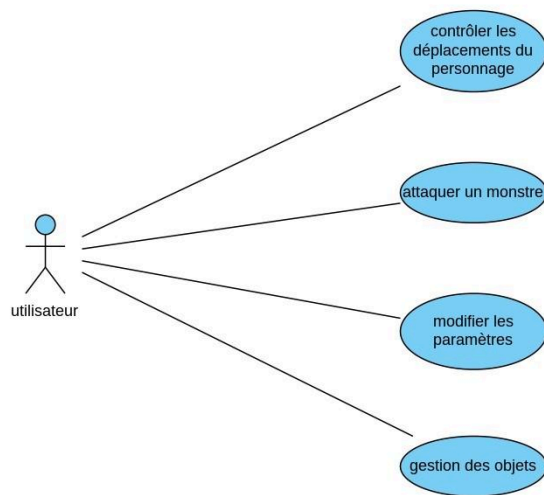 contrôler les
déplacements du
personnage
attaquer un monstre
utilisateur
modifier les
paramètres
gestion des objets